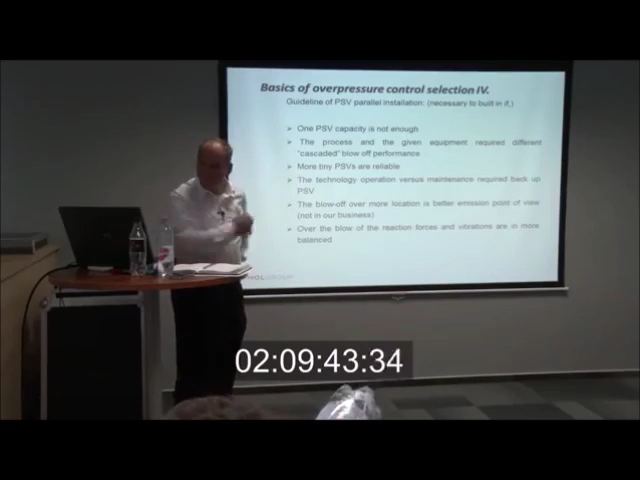 Basics of overpressure control selection IV.
Guideline of PSV parallel installation: (necessary to built in if,)
➢ One PSV capacity is not enough
➢ The process and the given equipment required different
"cascaded" blow off performance
➢ More tiny PSVs are reliable
➢ The technology operation versus maintenance required back up
PSV
➢ The blow-off over more location is better emission point of view
(not in our business)
➢ Over the blow of the reaction forces and vibrations are in more
balanced
MOLGROUP
02:09:43:34